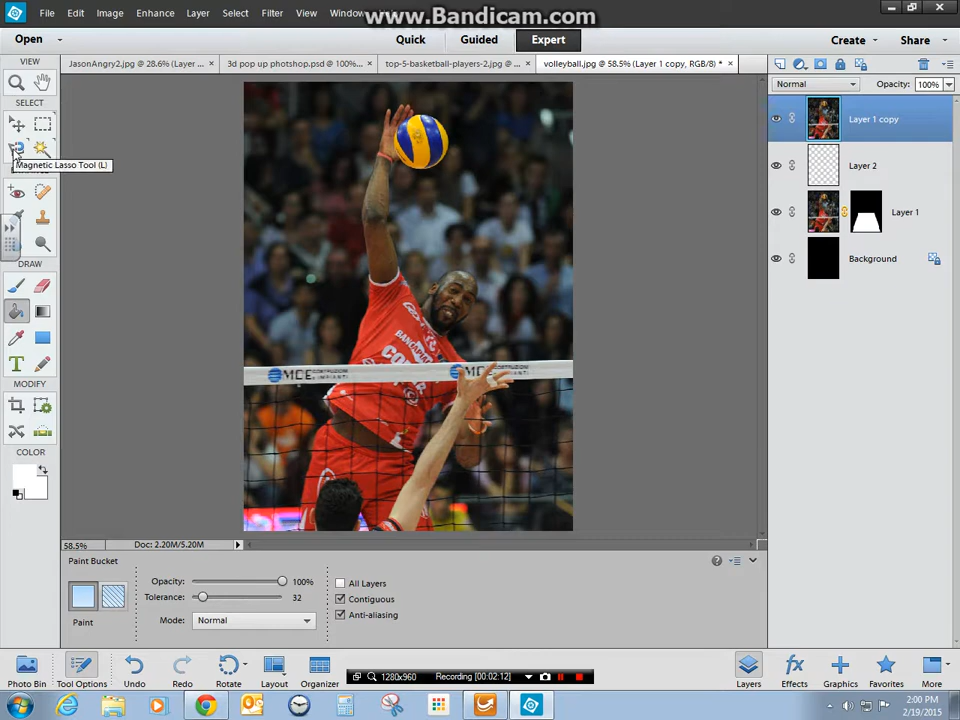 www.Bandicam.com
File Edit Image Enhance Layer Select Filter View Window
Open Quick Guided Expert Create Share
VIEW
JasonAngry2.jpg @ 28.6% (Layer ... × 3d pop up photshop.psd @ 100%... × top-5-basketball-players-2.jpg @ ... × volleyball.jpg @ 58.5% (Layer 1 copy, RGB/8) * ×
Normal Opacity: 100%
SELECT
Layer 1 copy
Magnetic Lasso Tool (L)
Layer 2
Layer 1
DRAW
Background
T
MODIFY
COLOR
58.5% Doc: 2.20M/5.20M
Paint Bucket
Opacity: 100%
Tolerance: 32
Mode: Normal
All Layers
Contiguous
Anti-aliasing
Paint
Photo Bin Tool Options Undo Redo Rotate Layout Organizer Layers Effects Graphics Favorites More
1280x960 Recording [00:02:12]
2:00 PM
2/19/2015